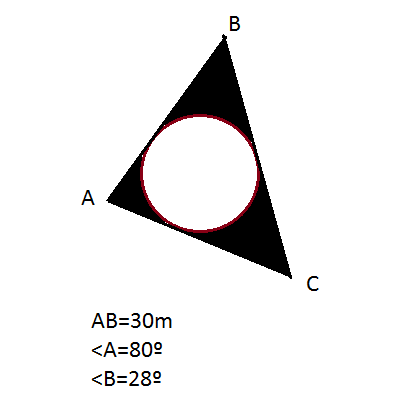 B
A
C
AB=30m
<A=80º
<B=28º